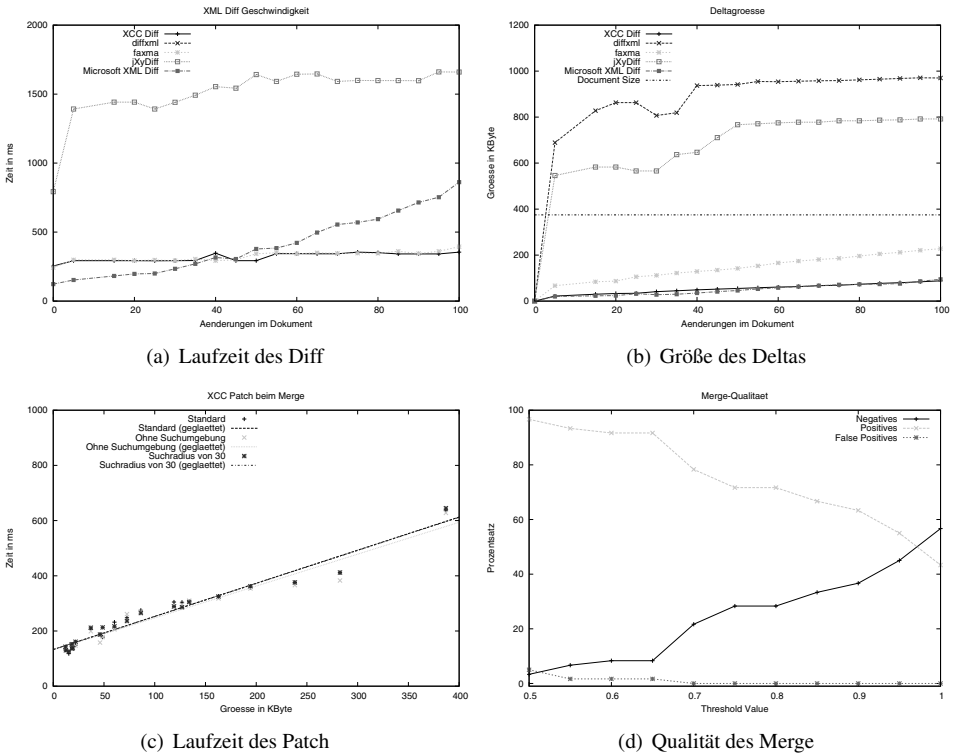 XML Diff Geschwindigkeit
XCC Diff
diffxml
faxma
jXyDiff
Microsoft XML Diff
2000
1500
1000
500
0
Zeit in ms
0 20 40 60 80 100
Aenderungen im Dokument
(a) Laufzeit des Diff
Deltagroesse
XCC Diff
diffxml
faxma
jXyDiff
Microsoft XML Diff
Document Size
1200
1000
800
600
400
200
0
Groesse in KByte
0 20 40 60 80 100
Aenderungen im Dokument
(b) Größe des Deltas
XCC Patch beim Merge
Standard
Standard (geglaettet)
Ohne Suchumgebung
Ohne Suchumgebung (geglaettet)
Suchradius von 30
Suchradius von 30 (geglaettet)
1000
800
600
400
200
0
Zeit in ms
0 50 100 150 200 250 300 350 400
Groesse in KByte
(c) Laufzeit des Patch
Merge-Qualitaet
Negatives
Positives
False Positives
100
80
60
40
20
0
Prozentsatz
0.5 0.6 0.7 0.8 0.9 1
Threshold Value
(d) Qualität des Merge